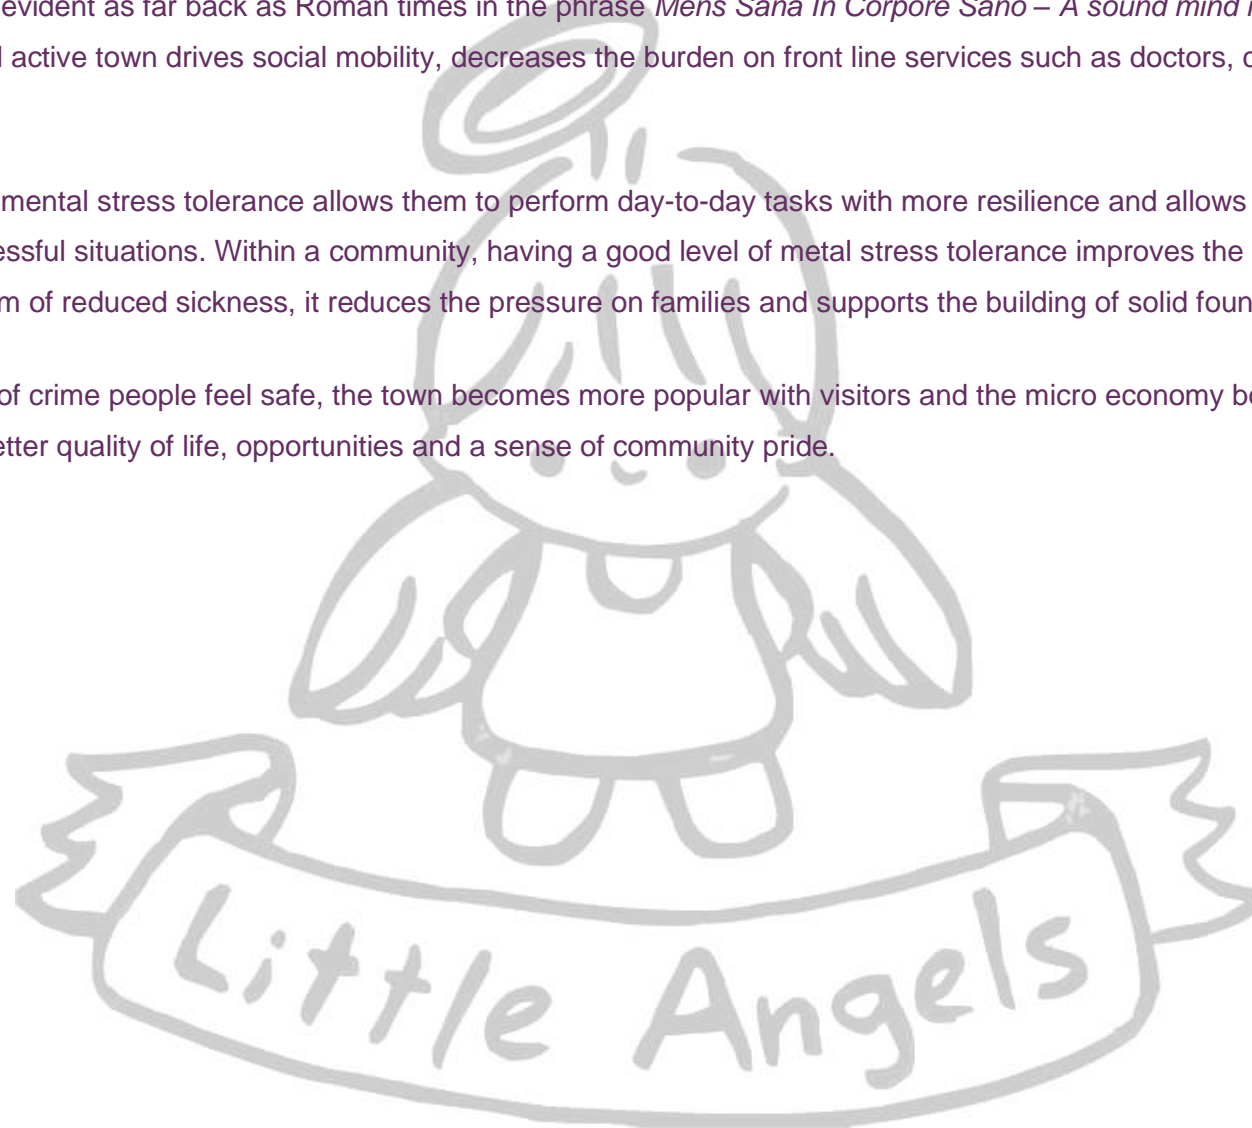 evident as far back as Roman times in the phrase Mens Sana In Corpore Sano – A sound mind
active town drives social mobility, decreases the burden on front line services such as doctors,
mental stress tolerance allows them to perform day-to-day tasks with more resilience and allows
essful situations. Within a community, having a good level of metal stress tolerance improves the
m of reduced sickness, it reduces the pressure on families and supports the building of solid foun
of crime people feel safe, the town becomes more popular with visitors and the micro economy be
etter quality of life, opportunities and a sense of community pride.
Little Angels